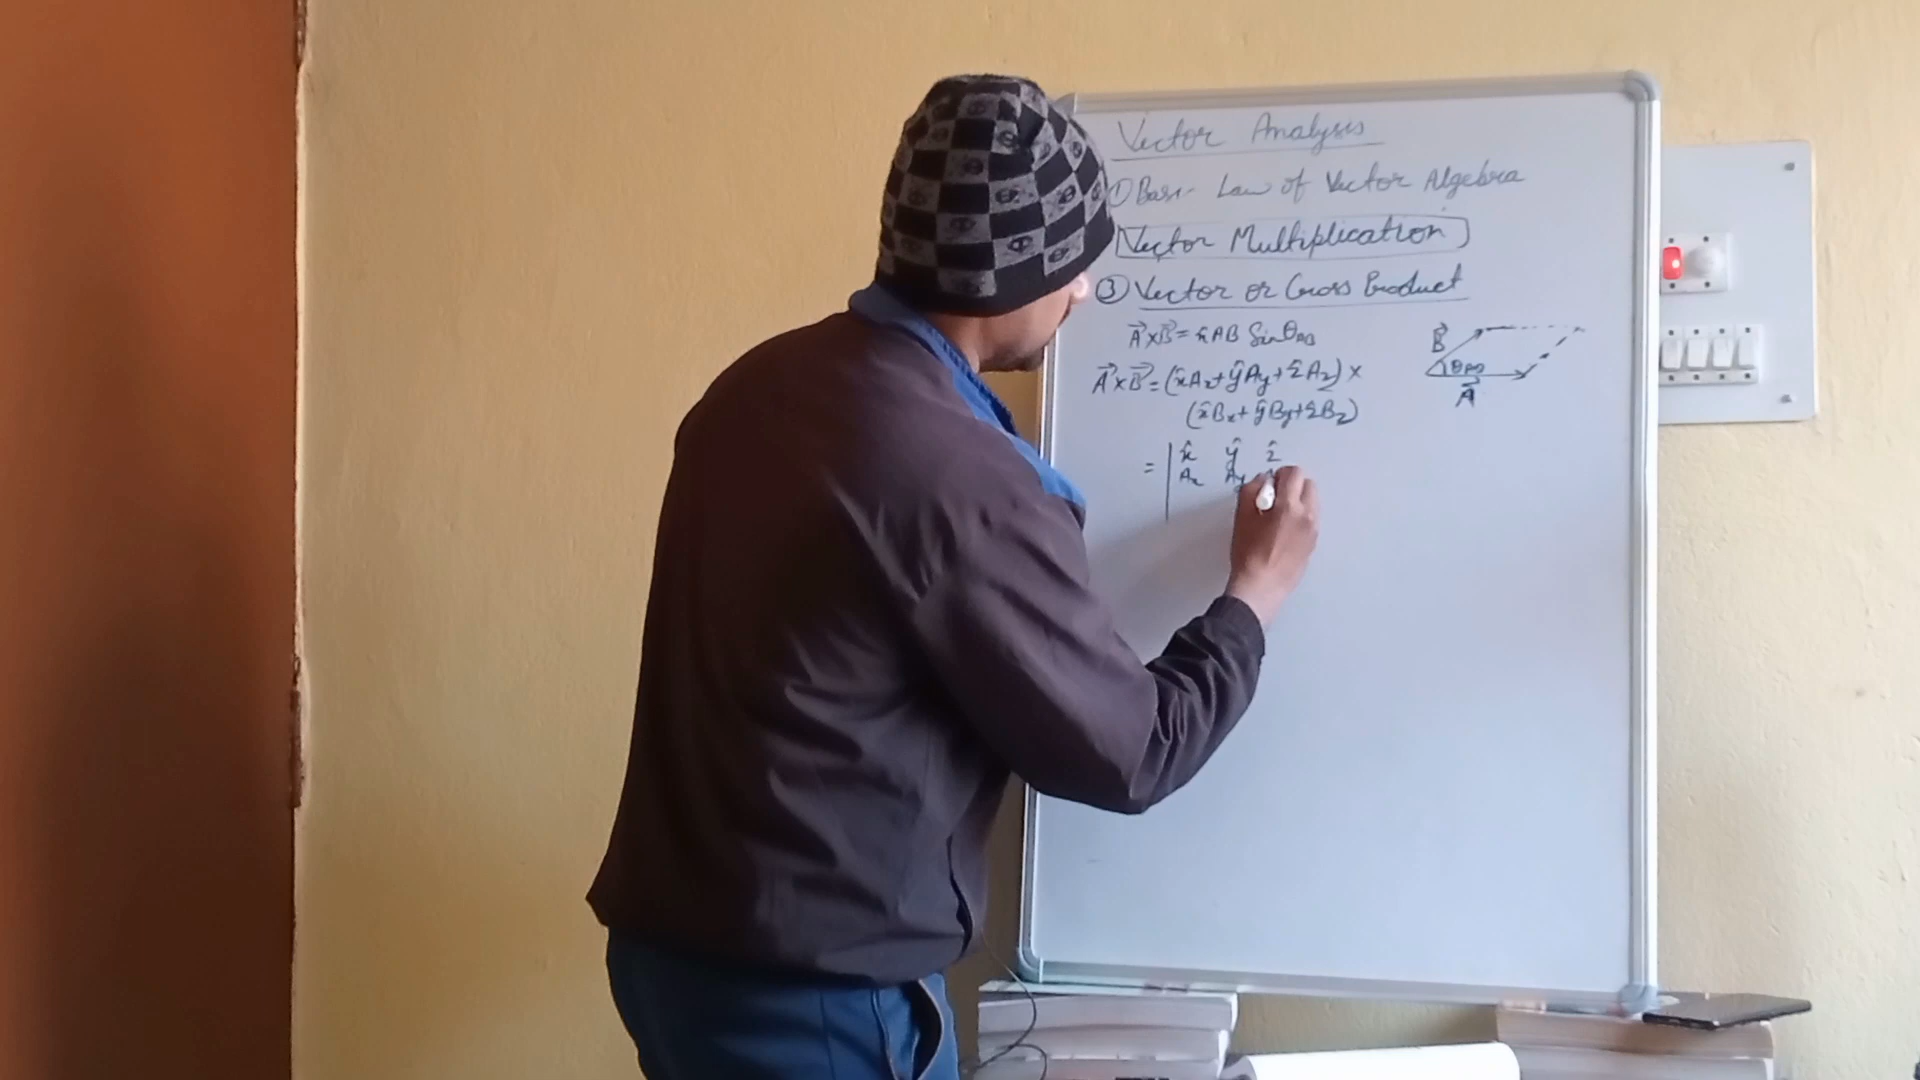 Vector Analysis
① Basic Law of Vector Algebra
Vector Multiplication
③ Vector or Cross Product
A⃗×B⃗ = n̂ AB Sinθ_AB
A⃗×B⃗ = (x̂Ax+ŷAy+ẑAz) ×
(x̂Bx+ŷBy+ẑBz)
= | x̂ ŷ ẑ
Ax Ay
B⃗
θ_AB
A⃗